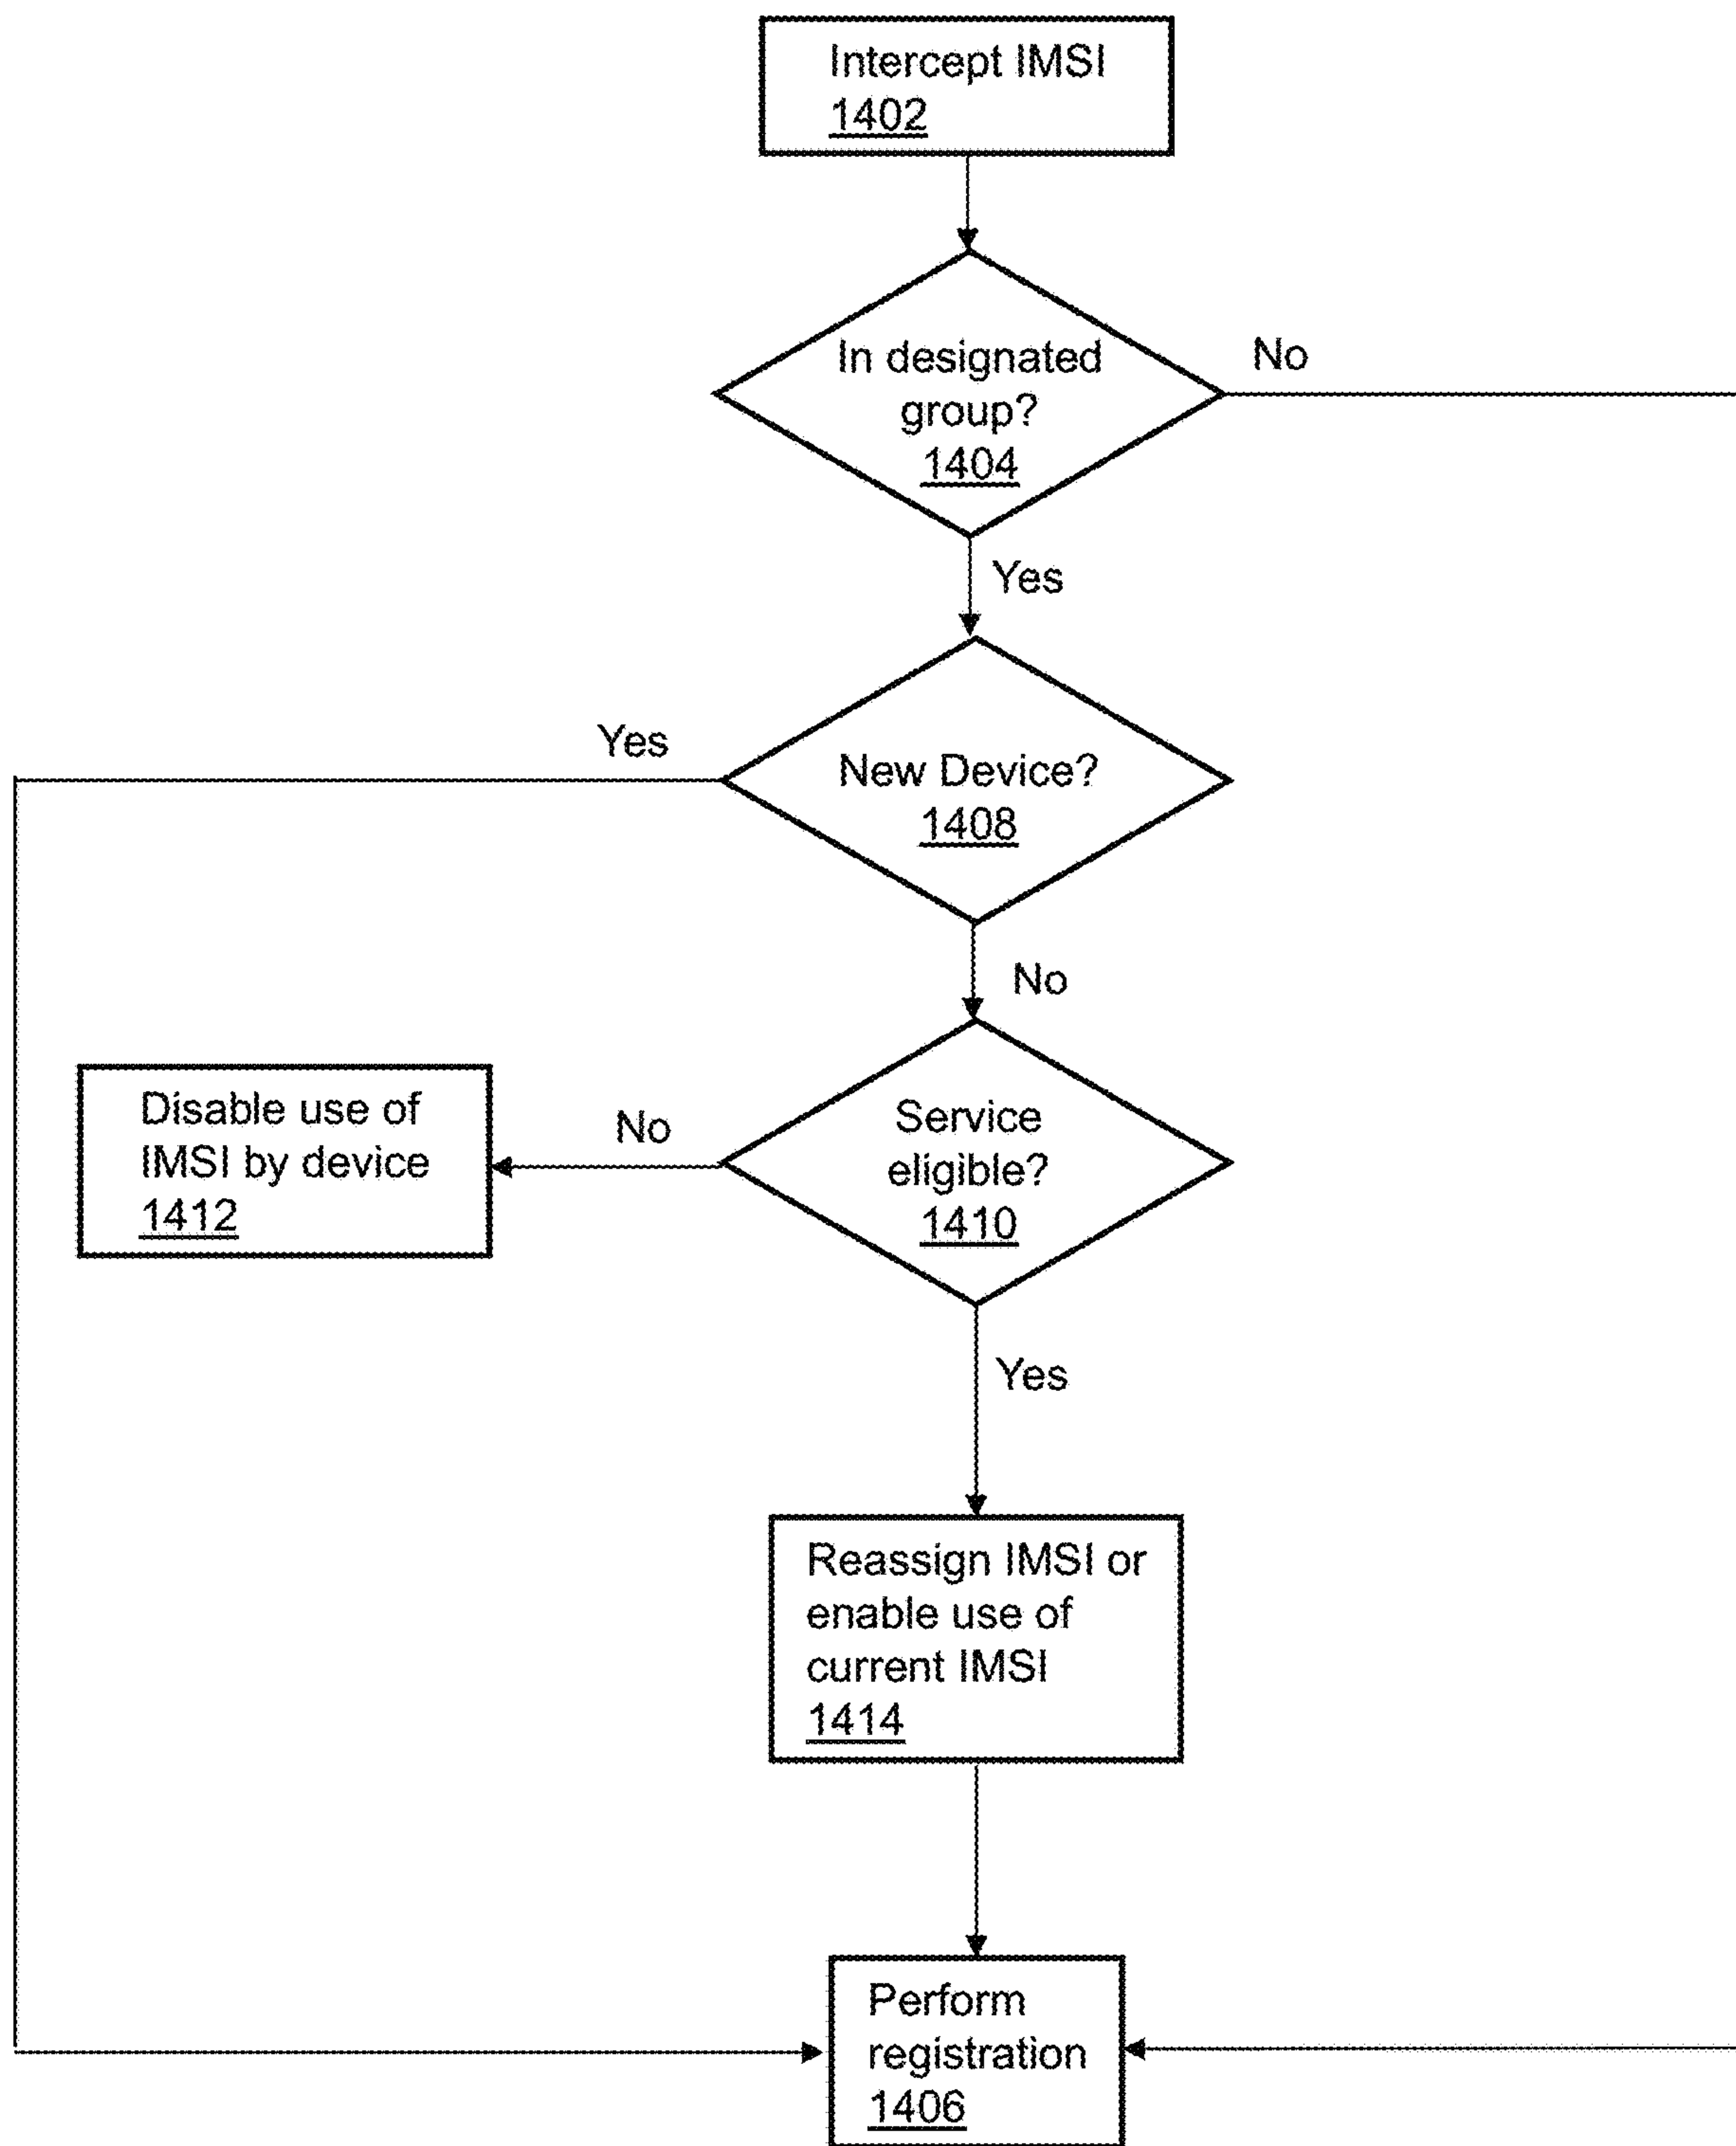 Intercept IMSI
1402
In designated
group?
1404
No
Yes
New Device?
1408
Yes
No
Service
eligible?
1410
No
Disable use of
IMSI by device
1412
Yes
Reassign IMSI or
enable use of
current IMSI
1414
Perform
registration
1406